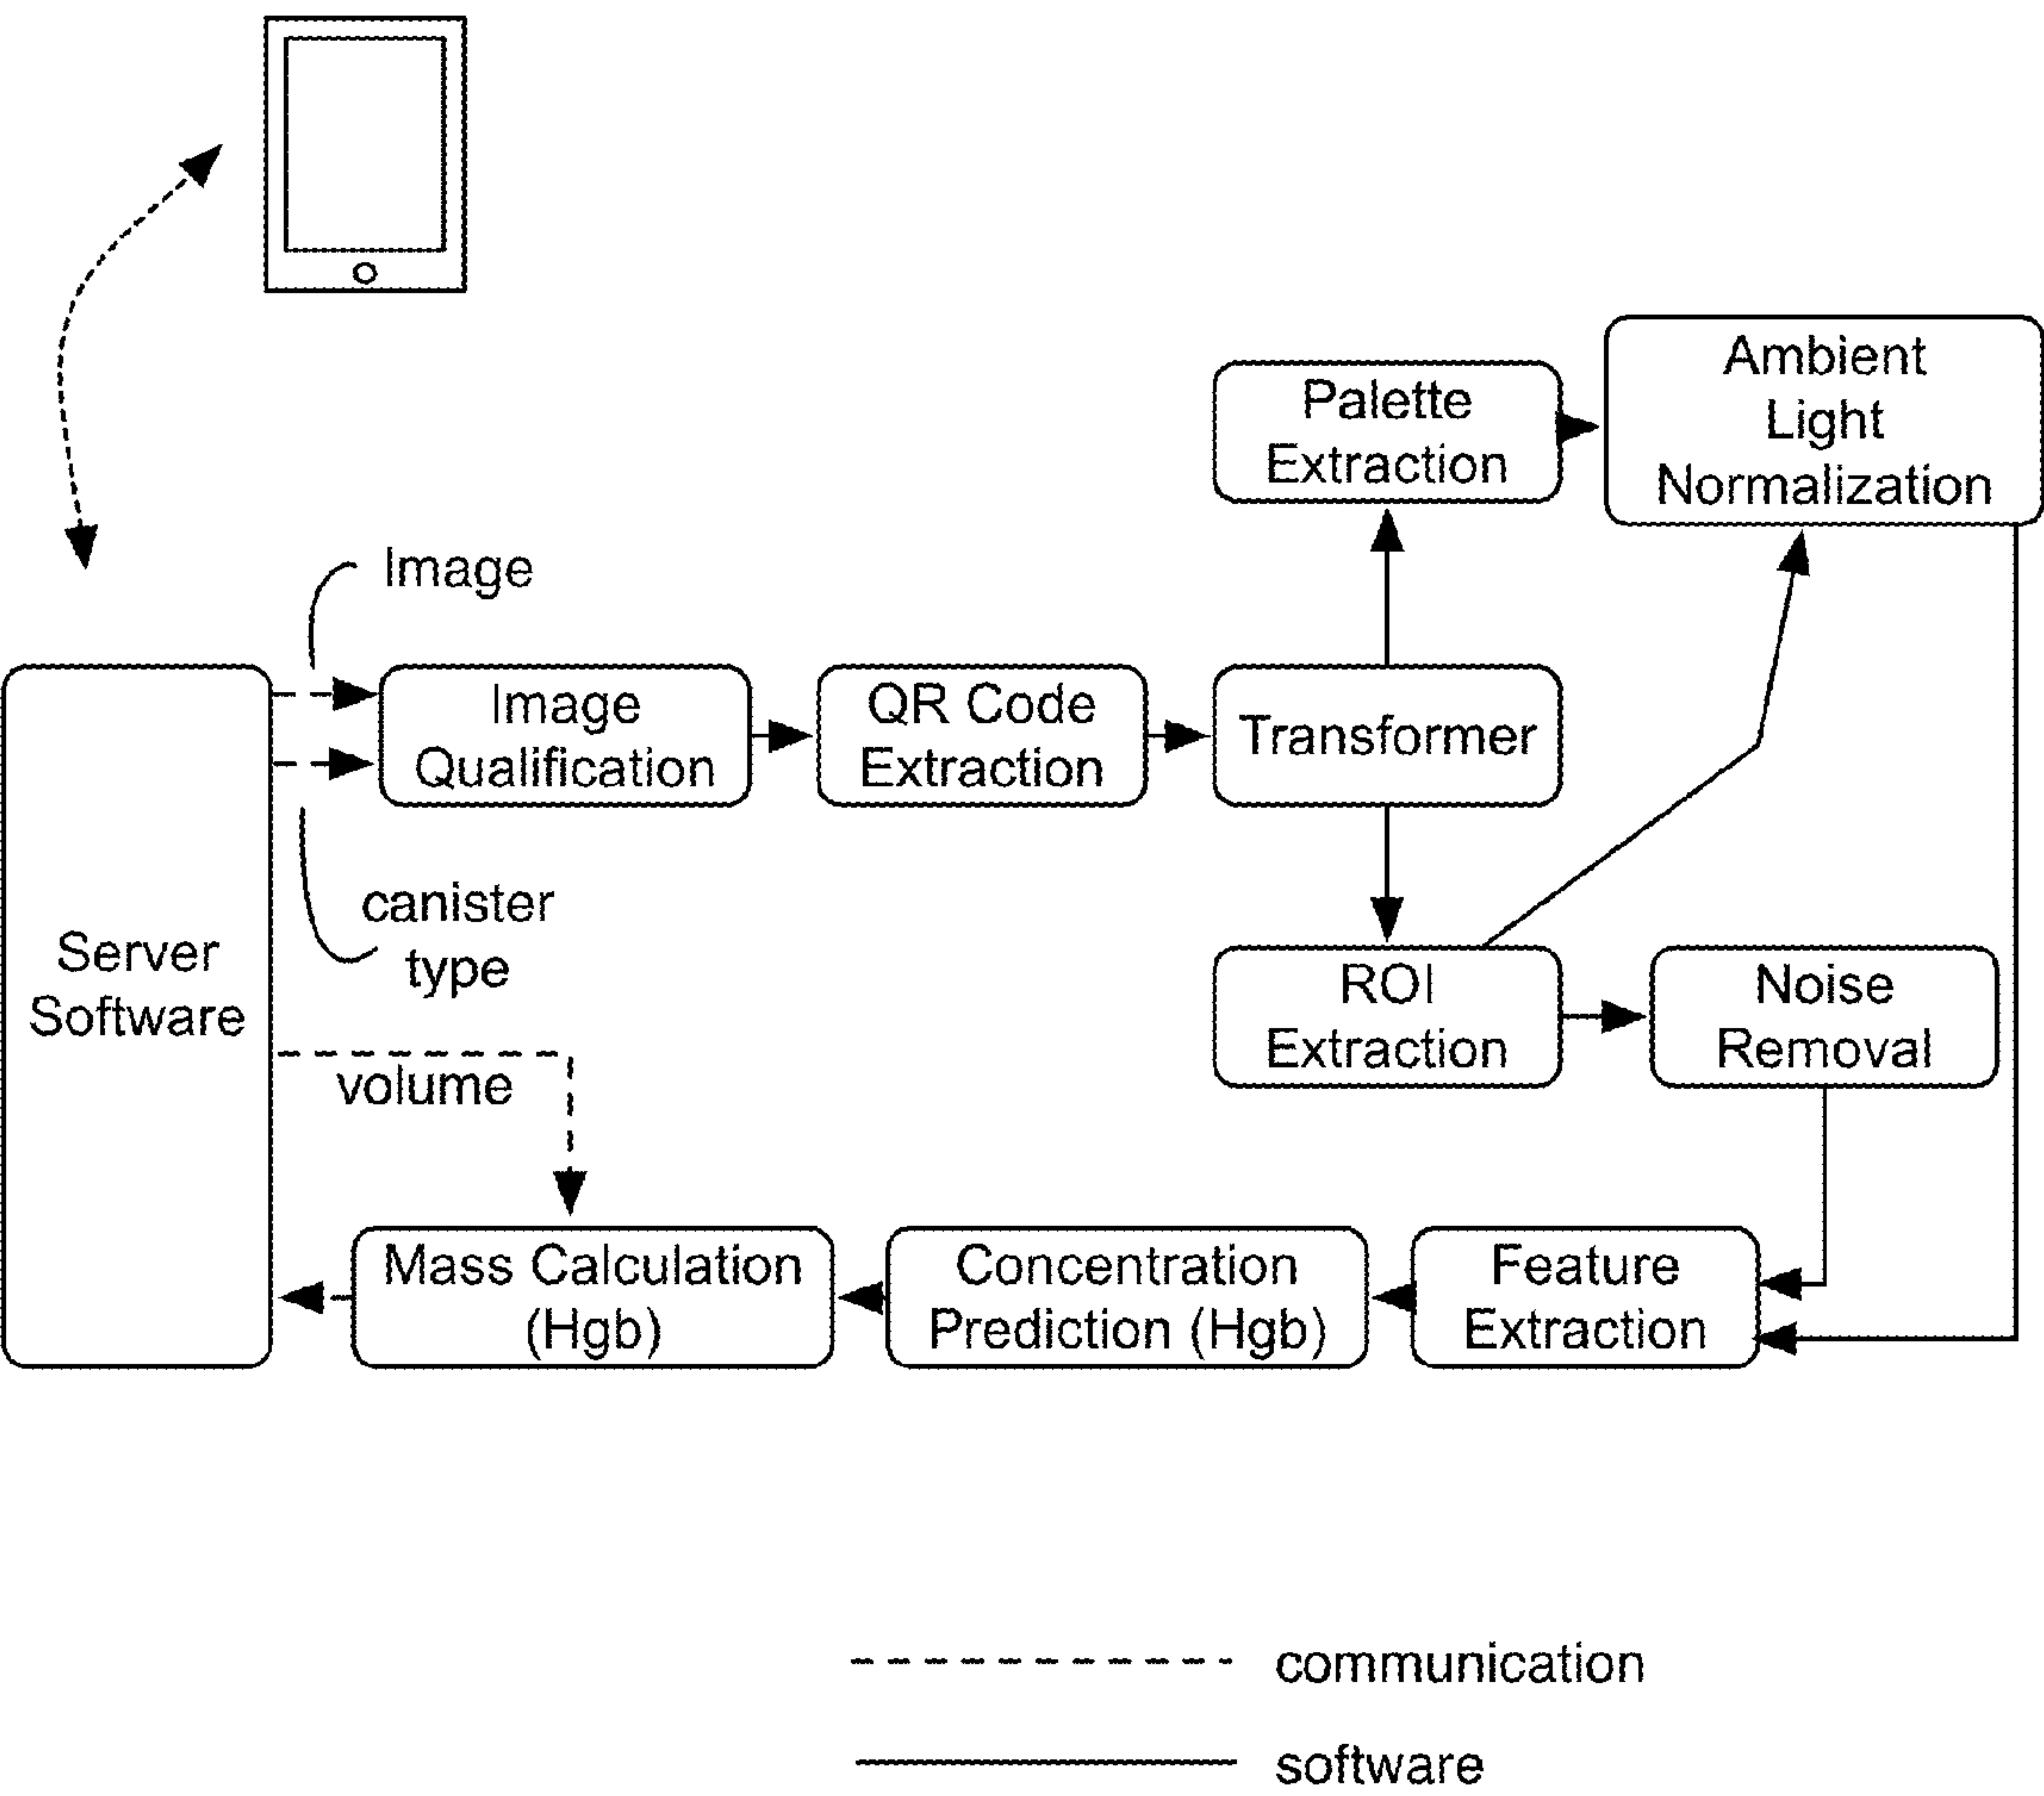 Ambient
Light
Normalization
Palette
Extraction
Image
Image
Qualification
QR Code
Extraction
Transformer
canister
type
Server
Software
ROI
Extraction
Noise
Removal
volume
Mass Calculation
(Hgb)
Concentration
Prediction (Hgb)
Feature
Extraction
communication
software